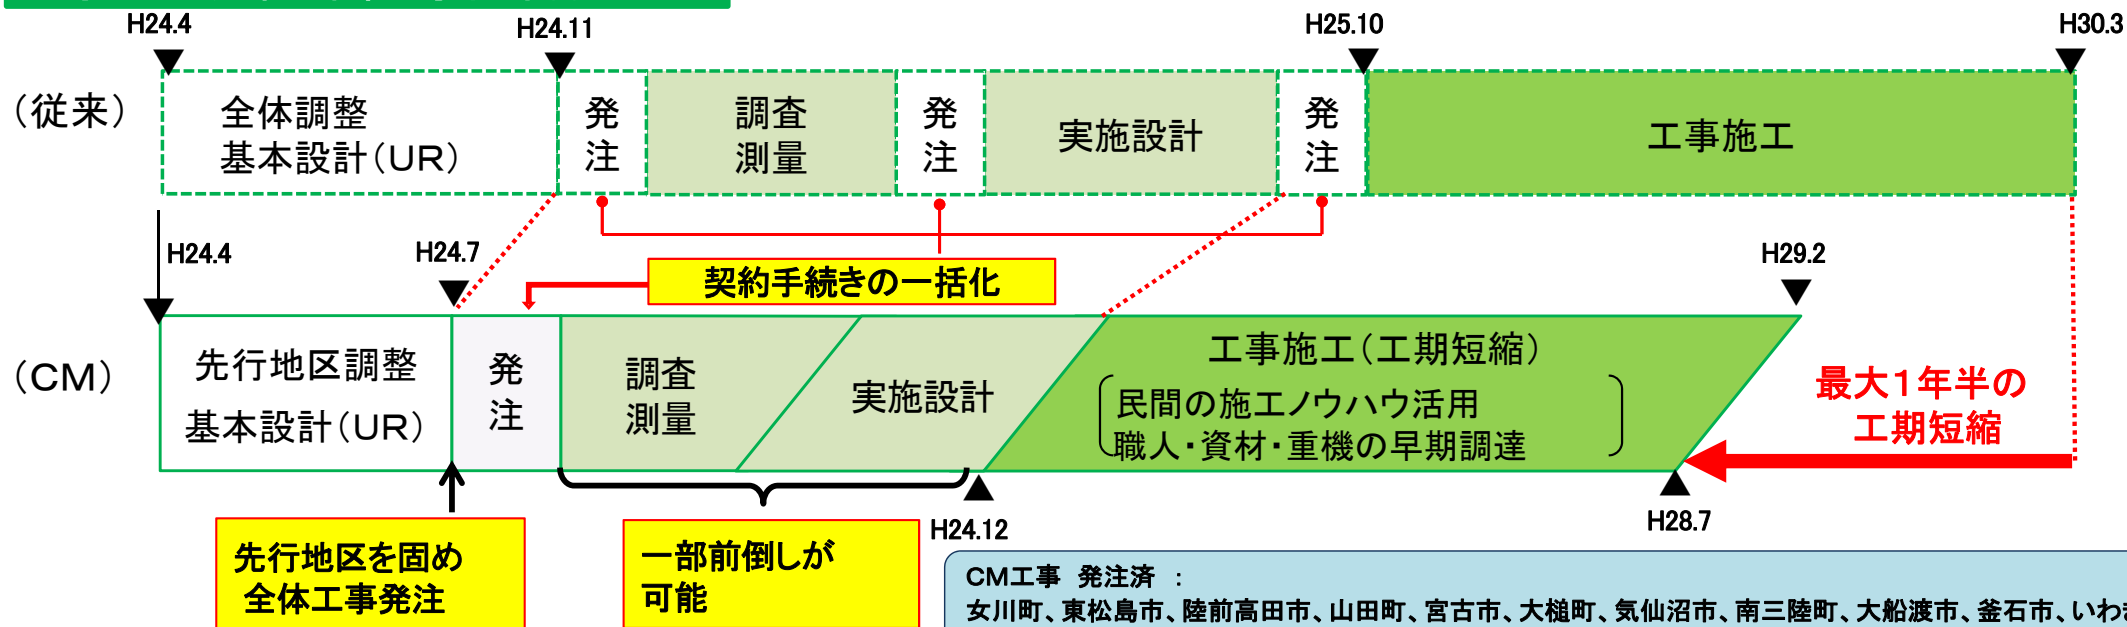 H24.4
H24.11
H25.10
H30.3
(従来)
全体調整
基本設計(UR)
発注
調査
測量
発注
実施設計
発注
工事施工
H24.4
H24.7
契約手続きの一括化
H29.2
(CM)
先行地区調整
基本設計(UR)
発注
調査
測量
実施設計
工事施工(工期短縮)
民間の施工ノウハウ活用
職人・資材・重機の早期調達
最大1年半の
工期短縮
先行地区を固め
全体工事発注
一部前倒しが
可能
H24.12
H28.7
CM工事 発注済 :
女川町、東松島市、陸前高田市、山田町、宮古市、大槌町、気仙沼市、南三陸町、大船渡市、釜石市、いわ